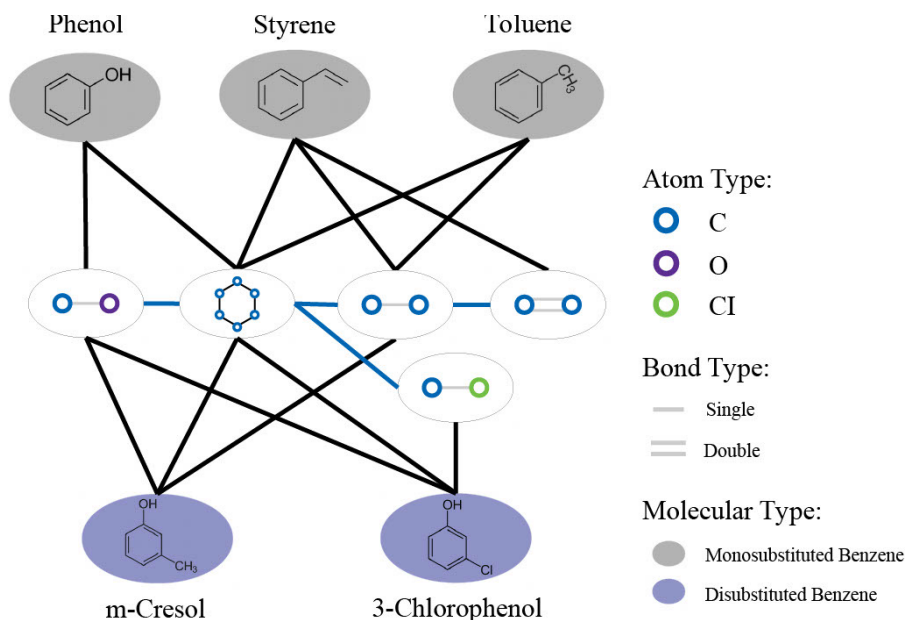 Phenol Styrene Toluene
OH
CH3
Atom Type:
C
O
CI
Bond Type:
Single
Double
Molecular Type:
Monosubstituted Benzene
Disubstituted Benzene
OH
CH3
OH
Cl
m-Cresol 3-Chlorophenol